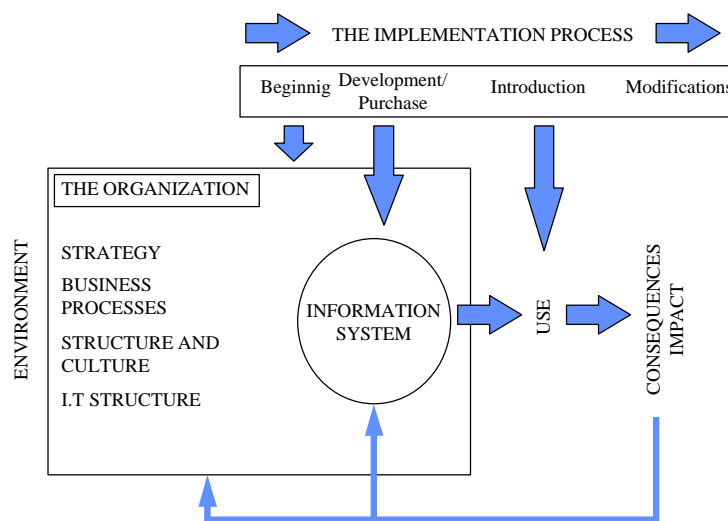 THE IMPLEMENTATION PROCESS
Beginnig
Development/
Purchase
Introduction
Modifications
THE ORGANIZATION
ENVIRONMENT
STRATEGY
BUSINESS
PROCESSES
STRUCTURE AND
CULTURE
I.T STRUCTURE
INFORMATION
SYSTEM
USE
CONSEQUENCES
IMPACT